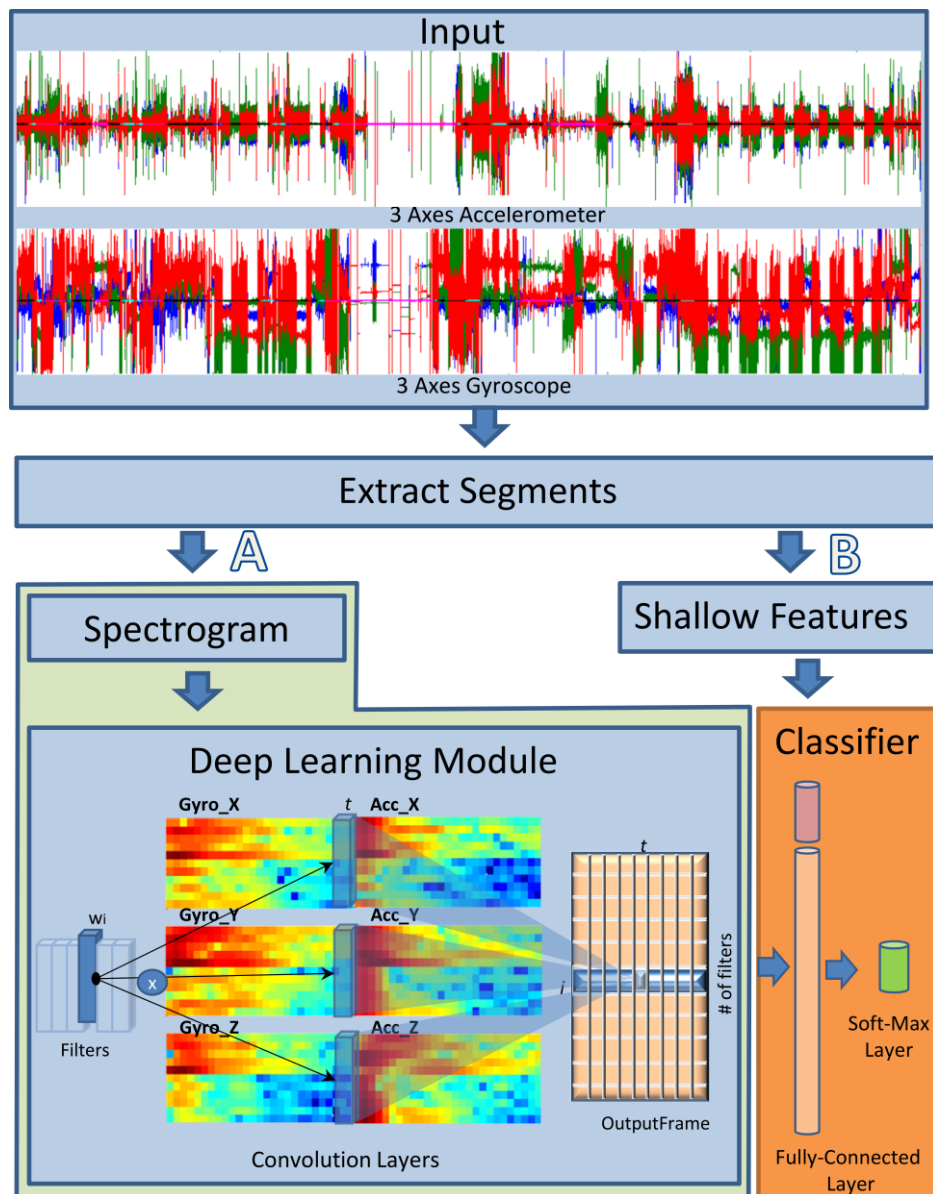 Input
3 Axes Accelerometer
3 Axes Gyroscope
Extract Segments
A
B
Spectrogram
Shallow Features
Deep Learning Module
Classifier
Gyro_X
t
Acc_X
t
Gyro_Y
Acc_Y
wi
x
i
# of filters
Gyro_Z
Acc_Z
Filters
Soft-Max
Layer
OutputFrame
Convolution Layers
Fully-Connected
Layer